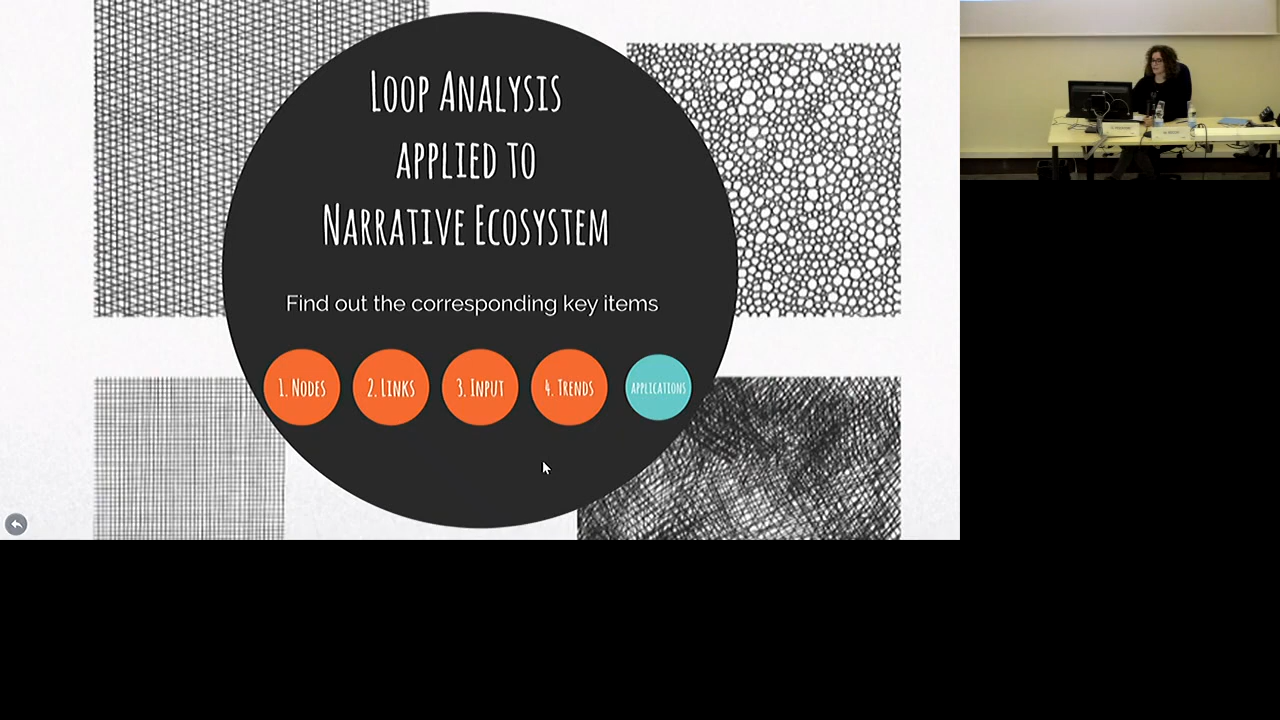 Loop Analysis
applied to
Narrative Ecosystem
Find out the corresponding key items
1. Nodes
2. Links
3. Input
4. Trends
applications